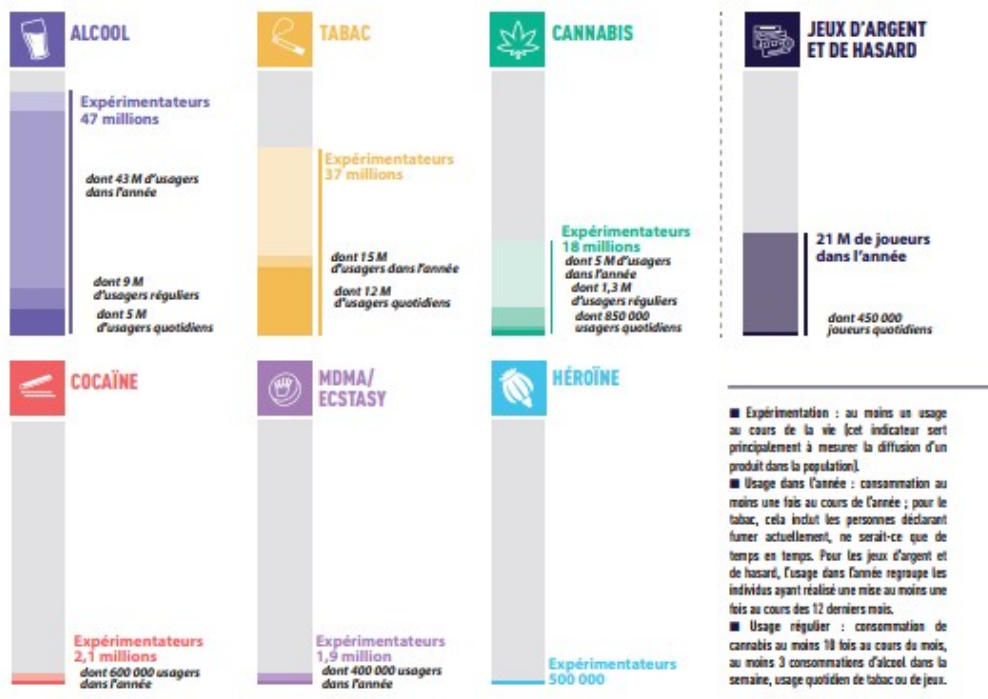 ALCOOL
Expérimentateurs
47 millions
dont 43 M d'usagers
dans l'année
dont 9 M
d'usagers réguliers
dont 5 M
d'usagers quotidiens
TABAC
Expérimentateurs
37 millions
dont 15 M
d'usagers dans l'année
dont 12 M
d'usagers quotidiens
CANNABIS
Expérimentateurs
18 millions
dont 5 M d'usagers
dans l'année
dont 1,3 M
d'usagers réguliers
dont 850 000
usagers quotidiens
JEUX D'ARGENT
ET DE HASARD
21 M de joueurs
dans l'année
dont 450 000
joueurs quotidiens
COCAÏNE
Expérimentateurs
2,1 millions
dont 600 000 usagers
dans l'année
MDMA/
ECSTASY
Expérimentateurs
1,9 million
dont 400 000 usagers
dans l'année
HÉROÏNE
Expérimentateurs
500 000
■ Expérimentation : au moins un usage
au cours de la vie (cet indicateur sert
principalement à mesurer la diffusion d'un
produit dans la population).
■ Usage dans l'année : consommation au
moins une fois au cours de l'année ; pour le
tabac, cela inclut les personnes déclarant
fumer actuellement, ne serait-ce que de
temps en temps. Pour les jeux d'argent et
de hasard, l'usage dans l'année regroupe les
individus ayant réalisé une mise au moins une
fois au cours des 12 derniers mois.
■ Usage régulier : consommation de
cannabis au moins 10 fois au cours du mois,
au moins 3 consommations d'alcool dans la
semaine, usage quotidien de tabac ou de jeux.